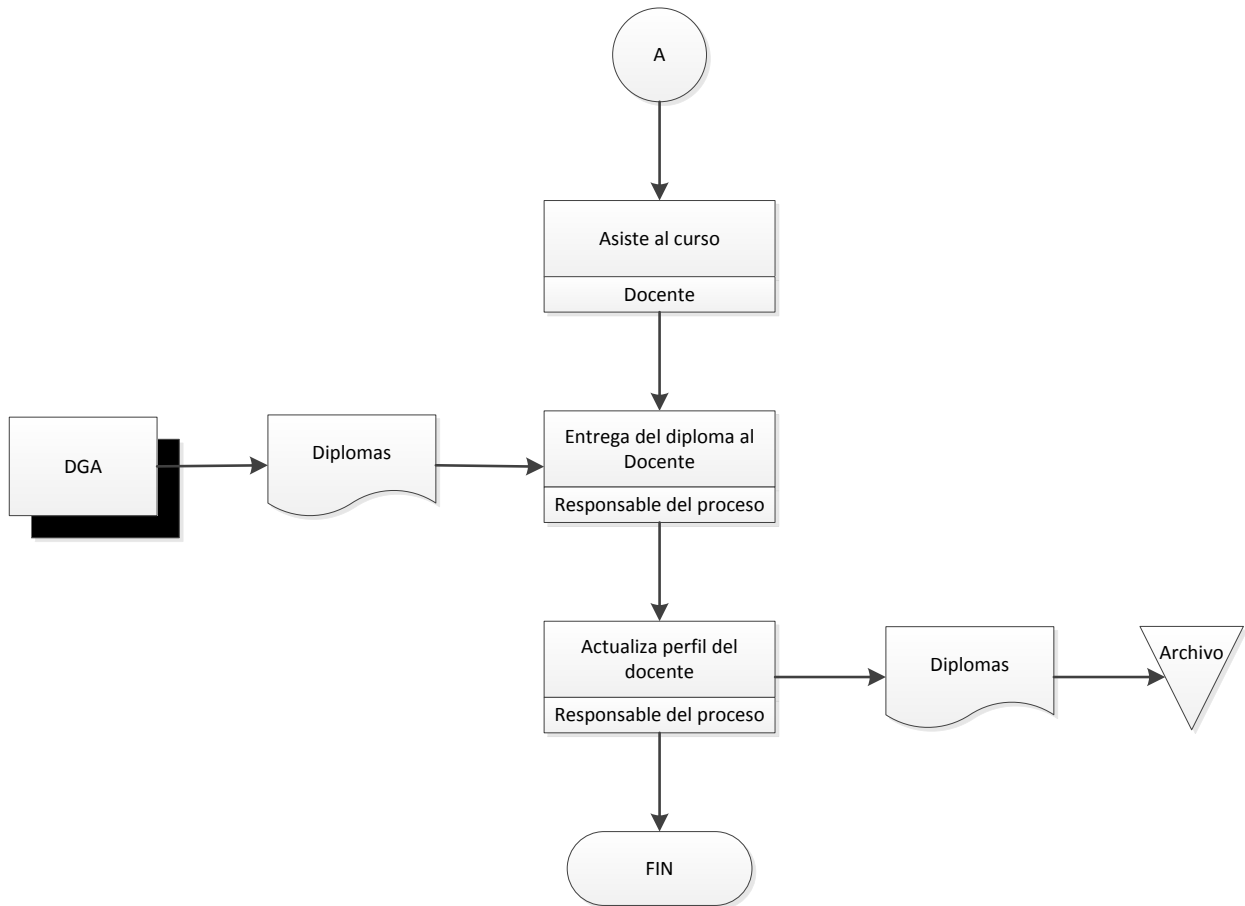 A
Asiste al curso
Docente
DGA
Diplomas
Entrega del diploma al
Docente
Responsable del proceso
Actualiza perfil del
docente
Responsable del proceso
Diplomas
Archivo
FIN